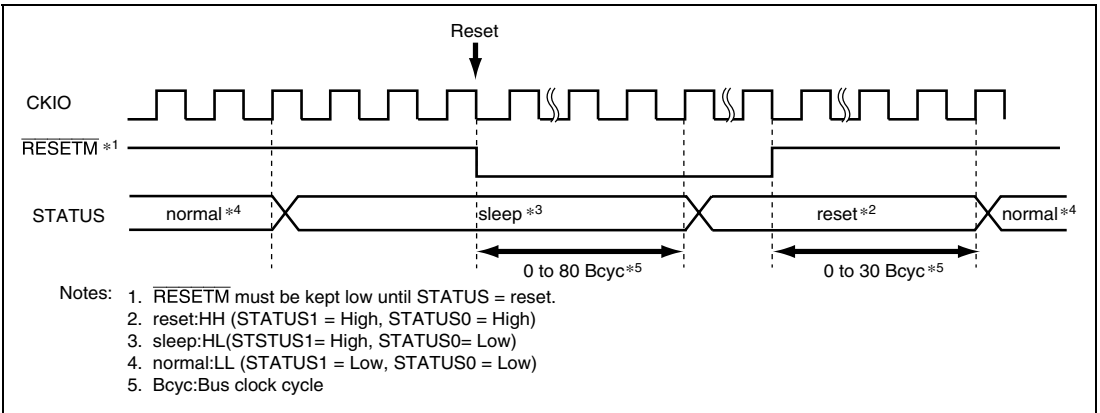 Reset
CKIO
RESETM *1
STATUS
normal *4
sleep *3
reset *2
normal *4
0 to 80 Bcyc *5
0 to 30 Bcyc *5
Notes: 1. RESETM must be kept low until STATUS = reset.
2. reset:HH (STATUS1 = High, STATUS0 = High)
3. sleep:HL(STSTUS1= High, STATUS0= Low)
4. normal:LL (STATUS1 = Low, STATUS0 = Low)
5. Bcyc:Bus clock cycle